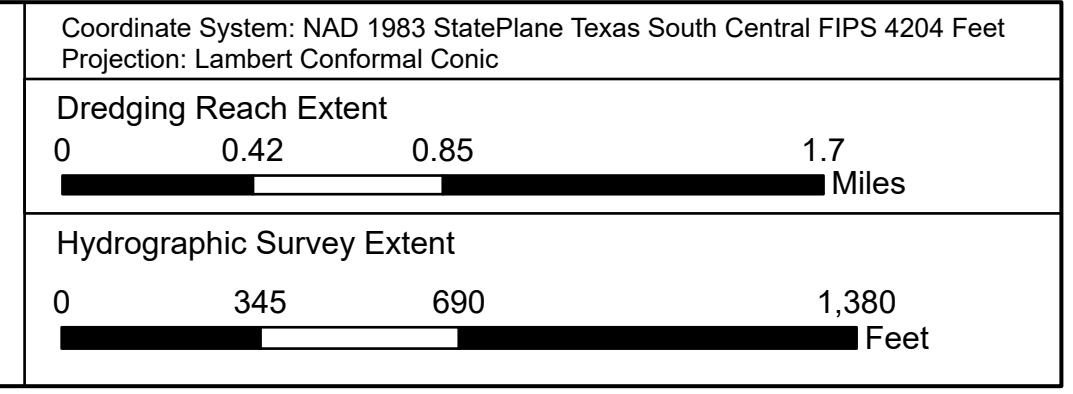 Coordinate System: NAD 1983 StatePlane Texas South Central FIPS 4204 Feet
Projection: Lambert Conformal Conic
Dredging Reach Extent
0 0.42 0.85 1.7
Miles
Hydrographic Survey Extent
0 345 690 1,380
Feet